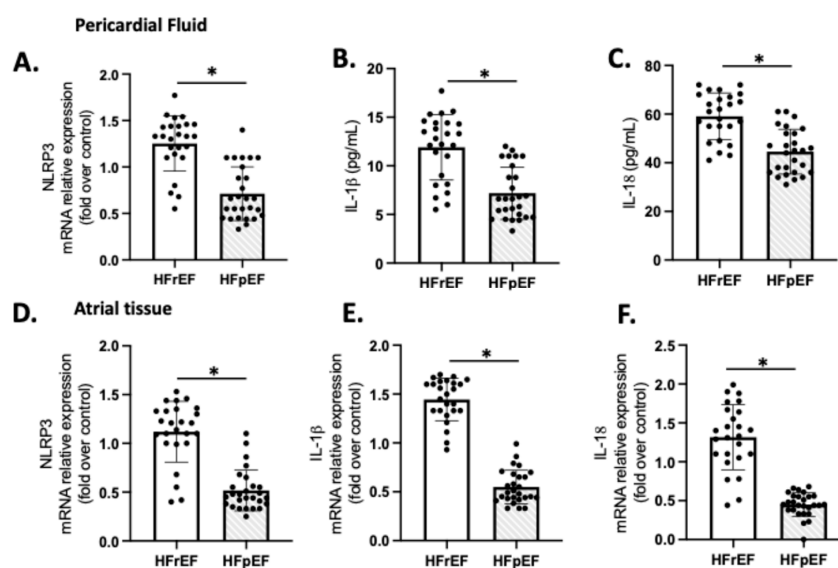 Pericardial Fluid
A.
NLRP3
mRNA relative expression
(fold over control)
2.0
1.5
1.0
0.5
0.0
*
HFrEF HFpEF
B.
IL-1β (pg/mL)
20
15
10
5
0
*
HFrEF HFpEF
C.
IL-18 (pg/mL)
80
60
40
20
0
*
HFrEF HFpEF
Atrial tissue
D.
NLRP3
mRNA relative expression
(fold over control)
2.0
1.5
1.0
0.5
0.0
*
HFrEF HFpEF
E.
IL-1β
mRNA relative expression
(fold over control)
2.0
1.5
1.0
0.5
0.0
*
HFrEF HFpEF
F.
IL-18
mRNA relative expression
(fold over control)
2.5
2.0
1.5
1.0
0.5
0.0
*
HFrEF HFpEF